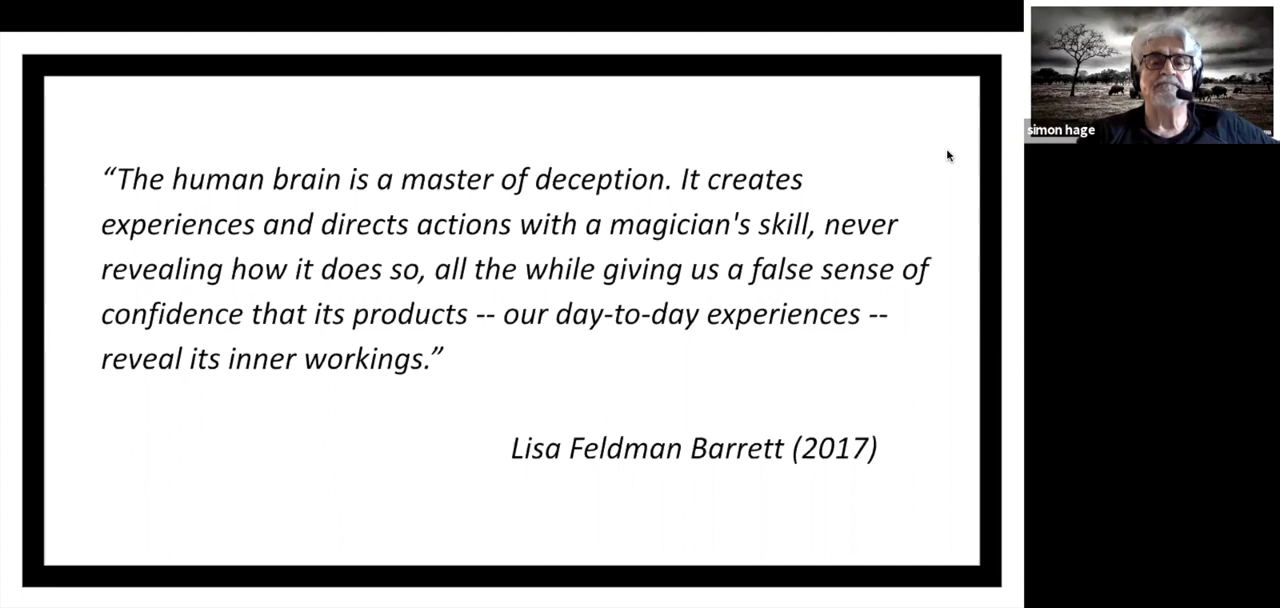 “The human brain is a master of deception. It creates
experiences and directs actions with a magician's skill, never
revealing how it does so, all the while giving us a false sense of
confidence that its products -- our day-to-day experiences --
reveal its inner workings.”
Lisa Feldman Barrett (2017)
simon hage